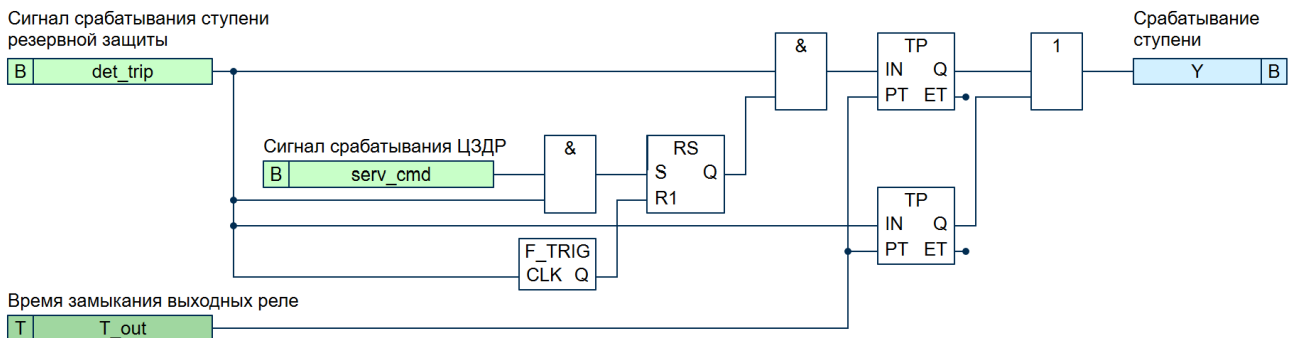 Сигнал срабатывания ступени
резервной защиты
B det_trip
Сигнал срабатывания ЦЗДР
B serv_cmd
&
RS
S Q
R1
F_TRIG
CLK Q
&
TP
IN Q
PT ET
TP
IN Q
PT ET
1
Срабатывание
ступени
Y B
Время замыкания выходных реле
T T_out